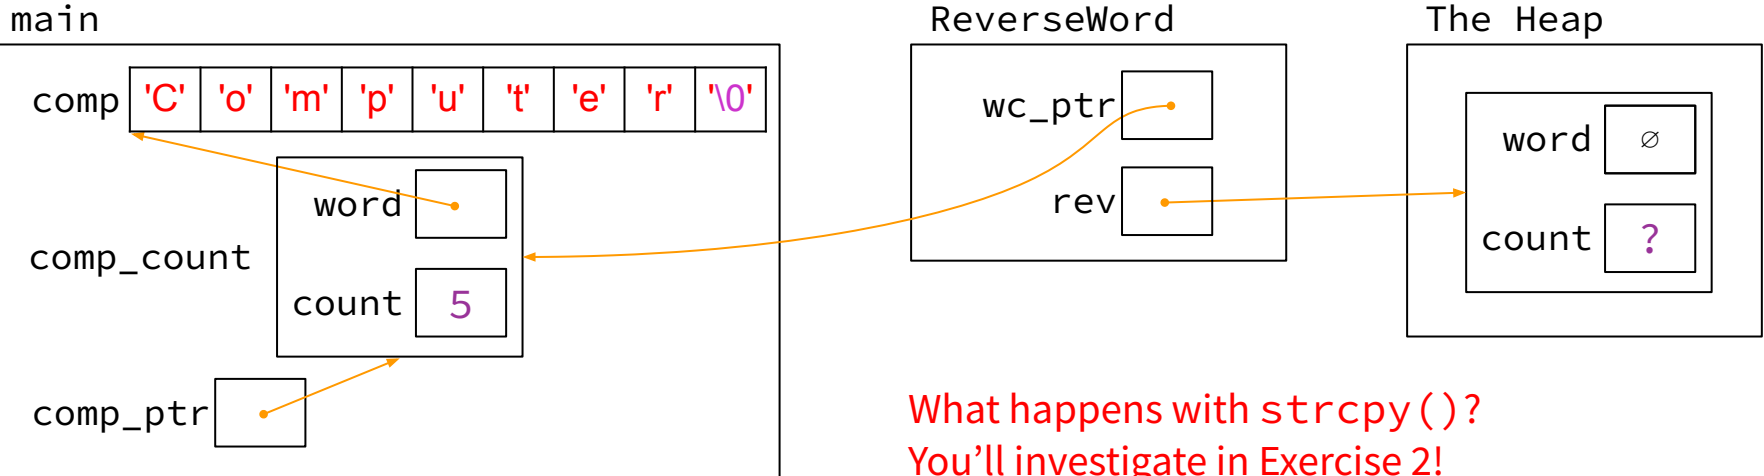 main
ReverseWord
The Heap
comp 'C' 'o' 'm' 'p' 'u' 't' 'e' 'r' '\0'
wc_ptr
word ∅
word
rev
comp_count
count ?
count 5
comp_ptr
What happens with strcpy()?
You'll investigate in Exercise 2!